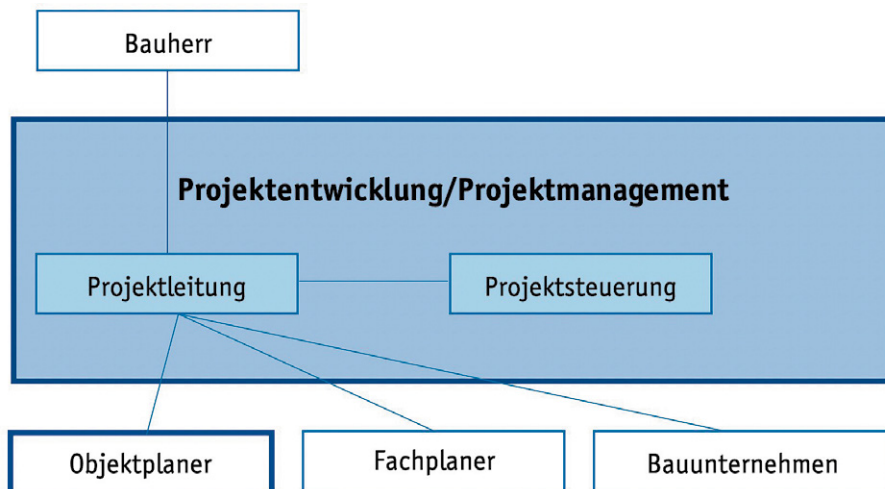 Bauherr
Projektentwicklung/Projektmanagement
Projektleitung
Projektsteuerung
Objektplaner
Fachplaner
Bauunternehmen